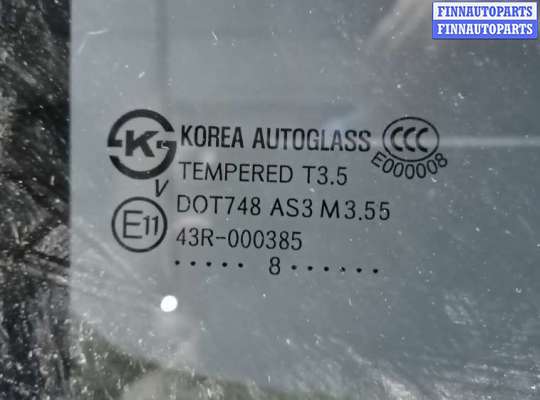 FINNAUTOPARTS
FINNAUTOPARTS
K KOREA AUTOGLASS CCC
E000008
TEMPERED T3.5
V
DOT748 AS3 M3.55
E11
43R-000385
..... 8 ......